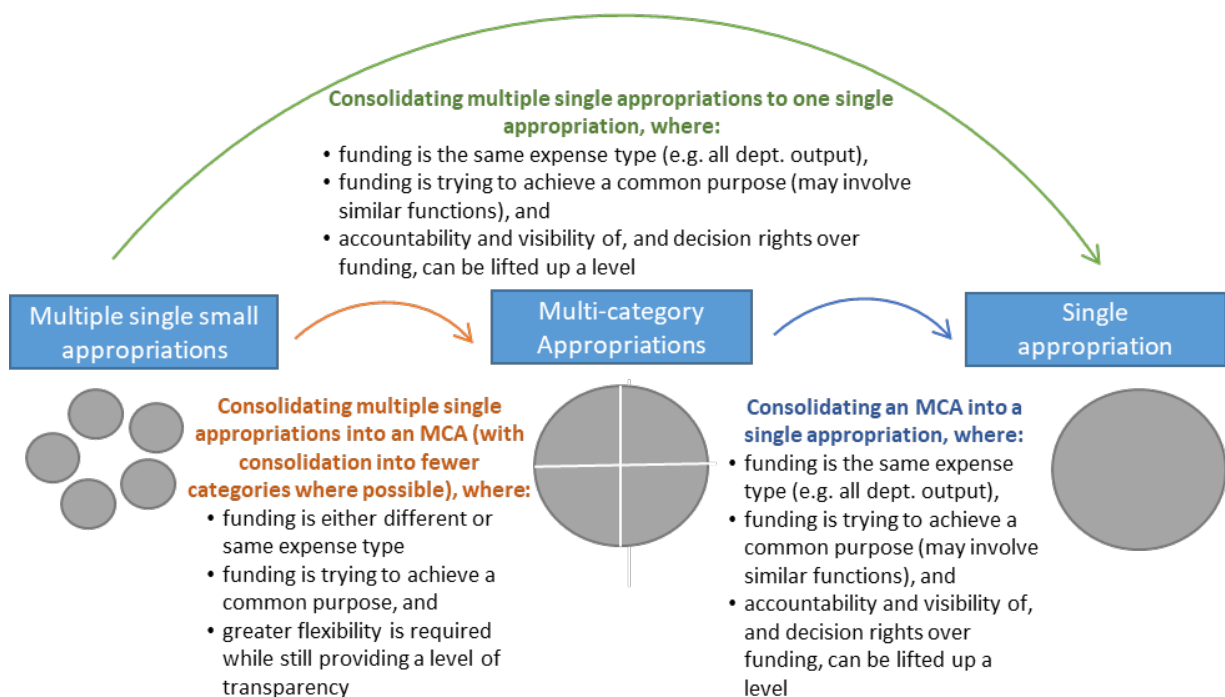 Consolidating multiple single appropriations to one single
appropriation, where:
• funding is the same expense type (e.g. all dept. output),
• funding is trying to achieve a common purpose (may involve
similar functions), and
• accountability and visibility of, and decision rights over
funding, can be lifted up a level
Multiple single small
appropriations
Multi-category
Appropriations
Single
appropriation
Consolidating multiple single
appropriations into an MCA (with
consolidation into fewer
categories where possible), where:
• funding is either different or
same expense type
• funding is trying to achieve a
common purpose, and
• greater flexibility is required
while still providing a level of
transparency
Consolidating an MCA into a
single appropriation, where:
• funding is the same expense
type (e.g. all dept. output),
• funding is trying to achieve a
common purpose (may involve
similar functions), and
• accountability and visibility of,
and decision rights over
funding, can be lifted up a
level